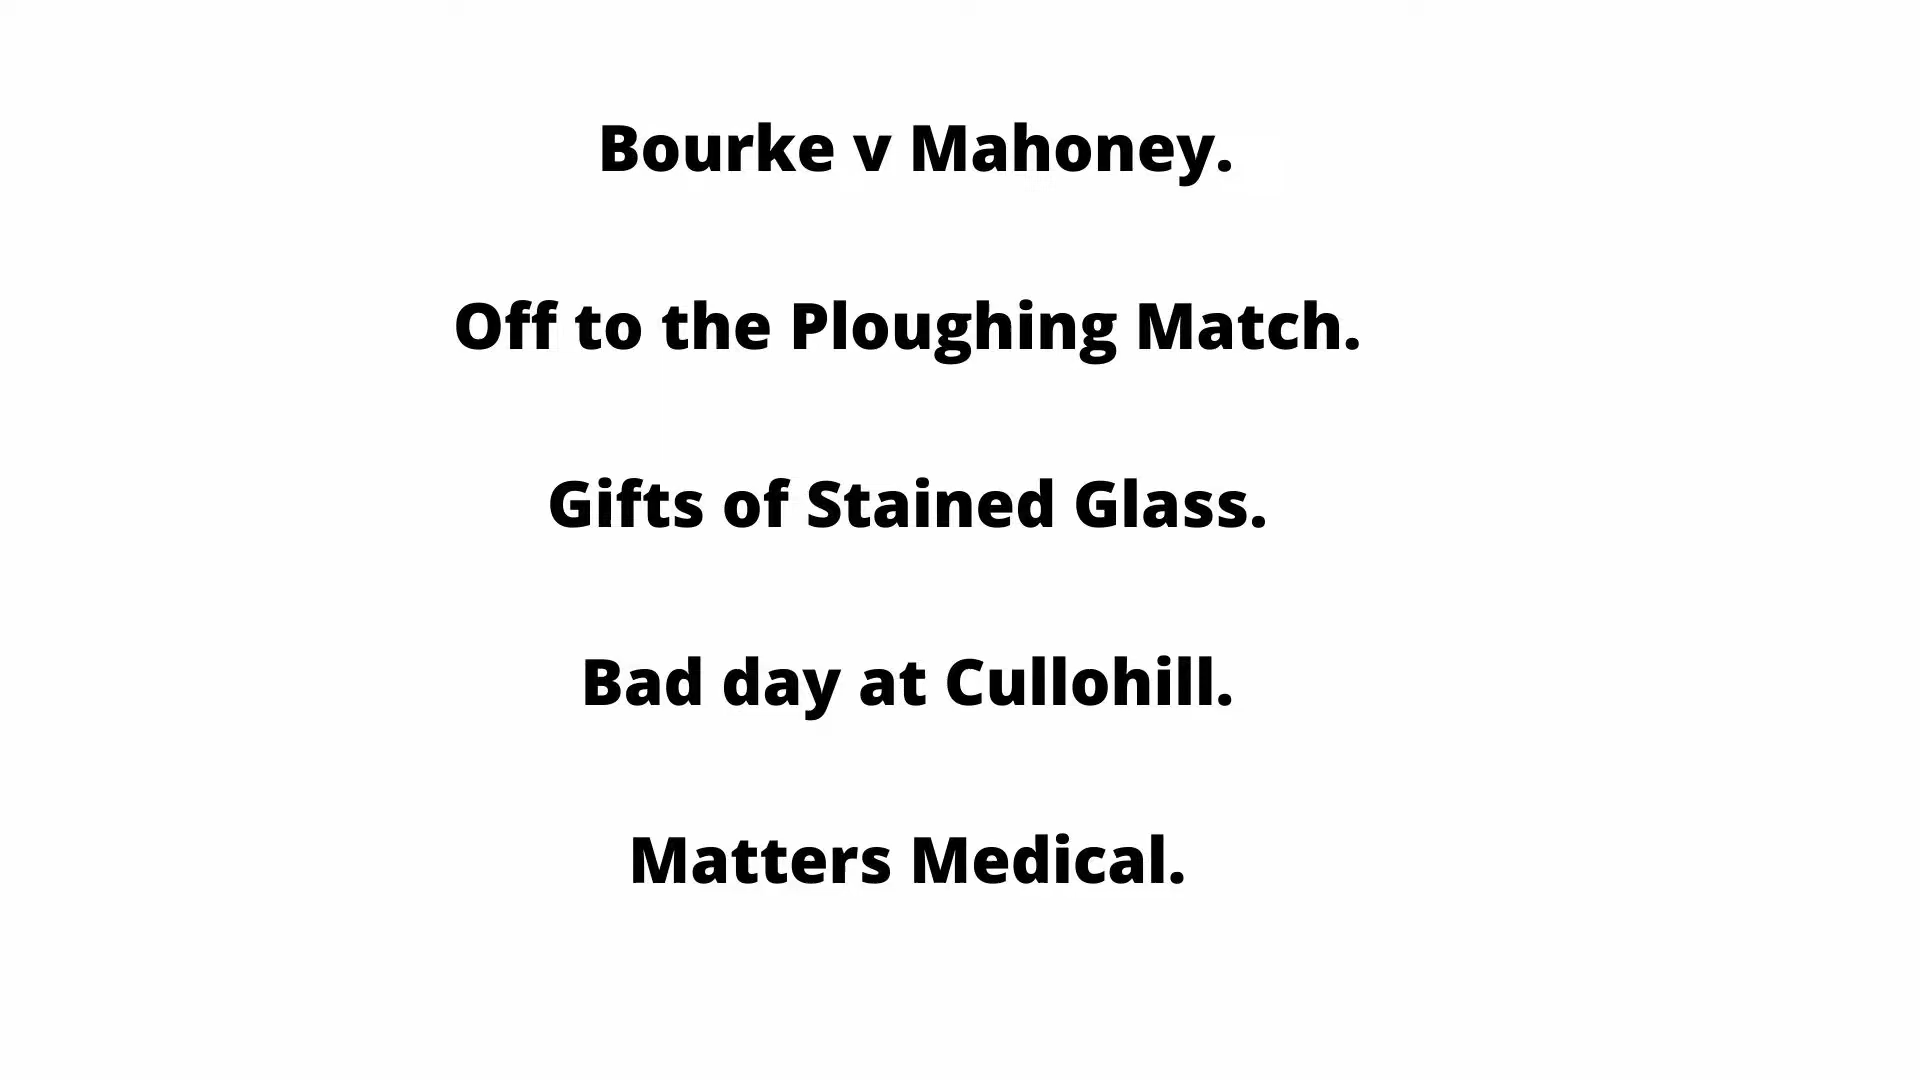 Bourke v Mahoney.
Off to the Ploughing Match.
Gifts of Stained Glass.
Bad day at Cullohill.
Matters Medical.